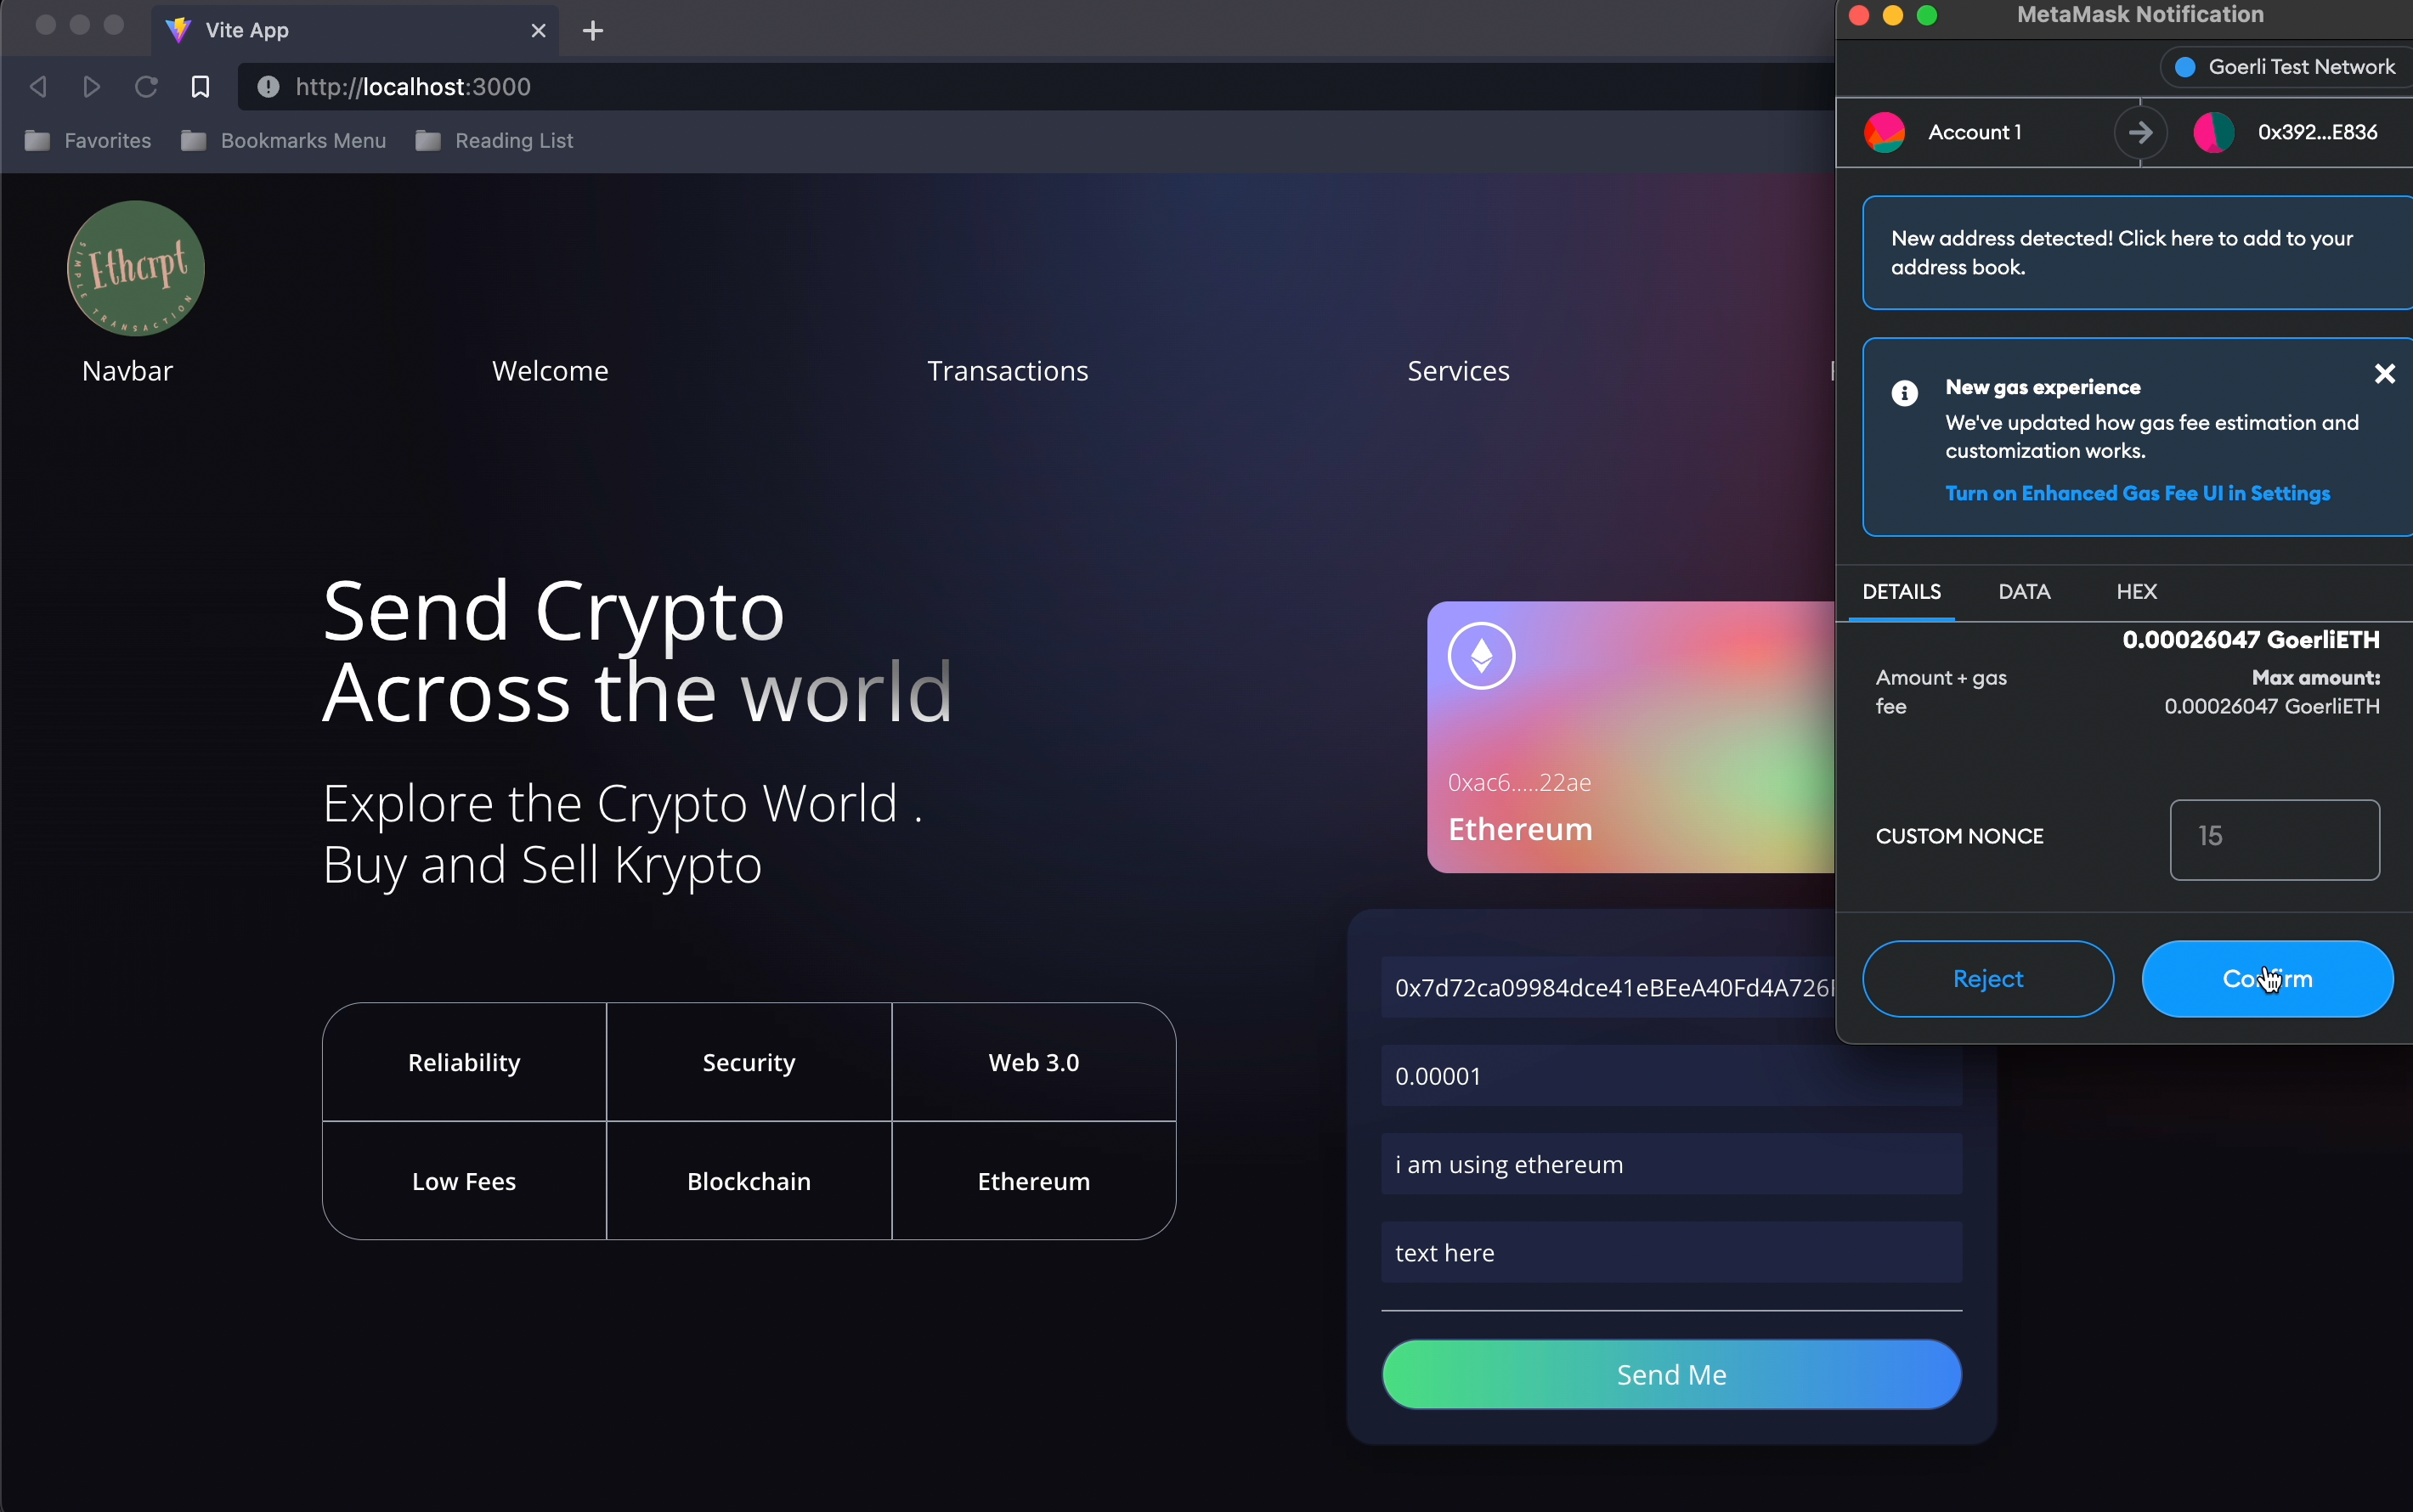 Vite App
http://localhost:3000
Favorites
Bookmarks Menu
Reading List
Ethcrpt
SIMPLE TRANSACTION
Navbar
Welcome
Transactions
Services
Send Crypto
Across the world
Explore the Crypto World .
Buy and Sell Krypto
Reliability
Security
Web 3.0
Low Fees
Blockchain
Ethereum
0xac6.....22ae
Ethereum
0x7d72ca09984dce41eBEeA40Fd4A726
0.00001
i am using ethereum
text here
Send Me
MetaMask Notification
Goerli Test Network
Account 1
0x392...E836
New address detected! Click here to add to your
address book.
New gas experience
We've updated how gas fee estimation and
customization works.
Turn on Enhanced Gas Fee UI in Settings
DETAILS
DATA
HEX
0.00026047 GoerliETH
Amount + gas
fee
Max amount:
0.00026047 GoerliETH
CUSTOM NONCE
15
Reject
Confirm